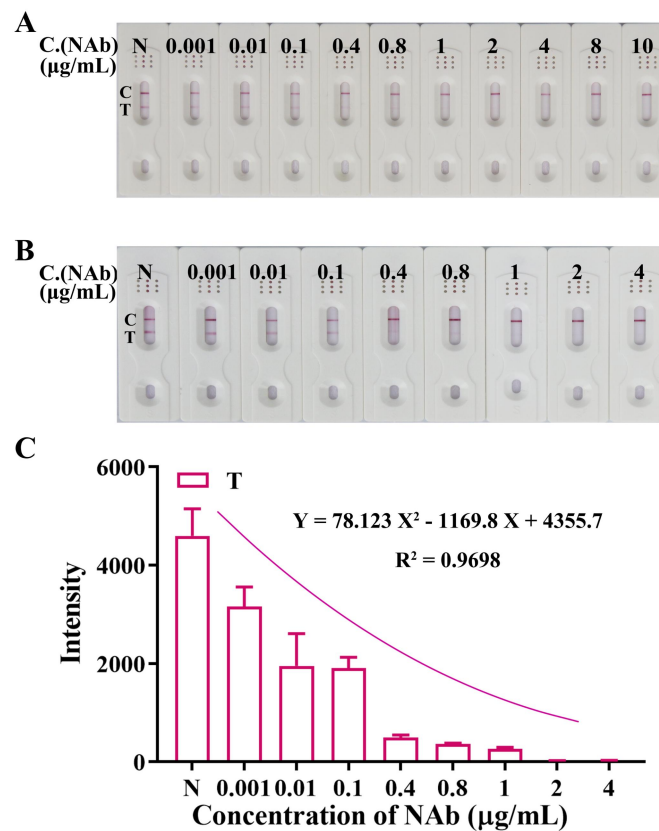 A
C.(NAb) N 0.001 0.01 0.1 0.4 0.8 1 2 4 8 10
(μg/mL)
C
T
B
C.(NAb) N 0.001 0.01 0.1 0.4 0.8 1 2 4
(μg/mL)
C
T
C
6000
T
Y = 78.123 X² - 1169.8 X + 4355.7
R² = 0.9698
4000
Intensity
2000
0
N 0.001 0.01 0.1 0.4 0.8 1 2 4
Concentration of NAb (μg/mL)